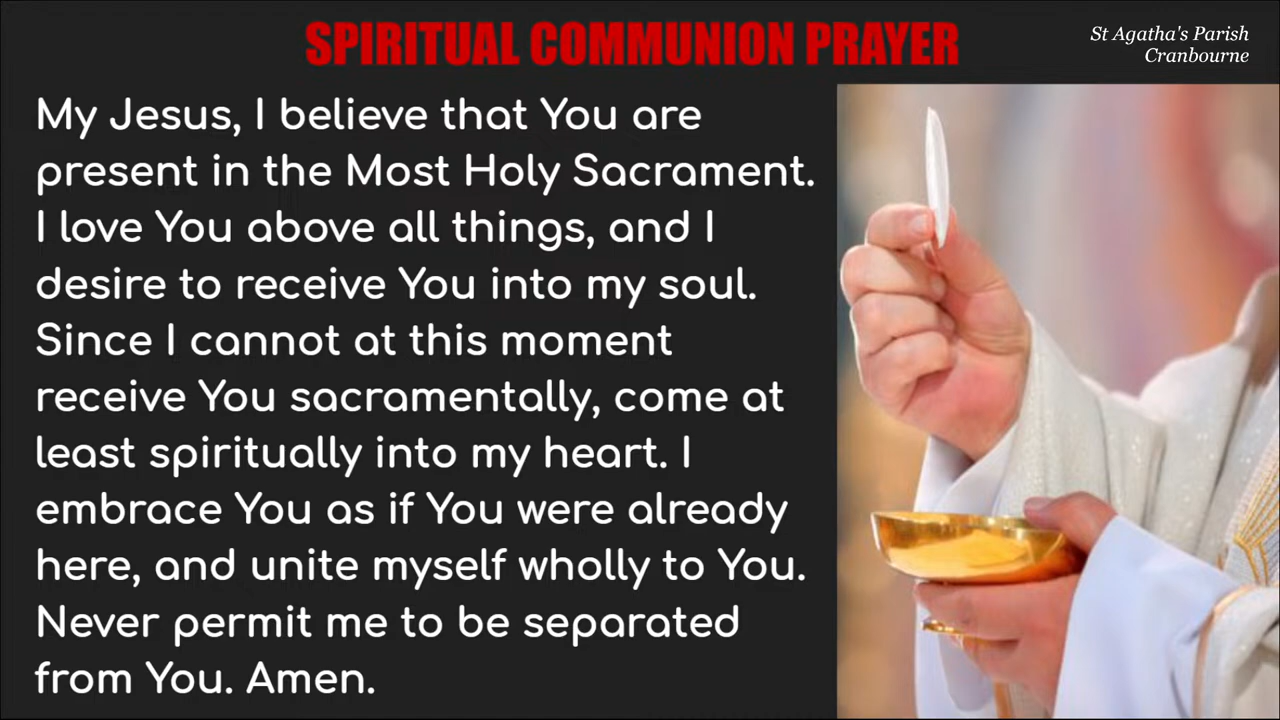 SPIRITUAL COMMUNION PRAYER
St Agatha's Parish
Cranbourne
My Jesus, I believe that You are
present in the Most Holy Sacrament.
I love You above all things, and I
desire to receive You into my soul.
Since I cannot at this moment
receive You sacramentally, come at
least spiritually into my heart. I
embrace You as if You were already
here, and unite myself wholly to You.
Never permit me to be separated
from You. Amen.